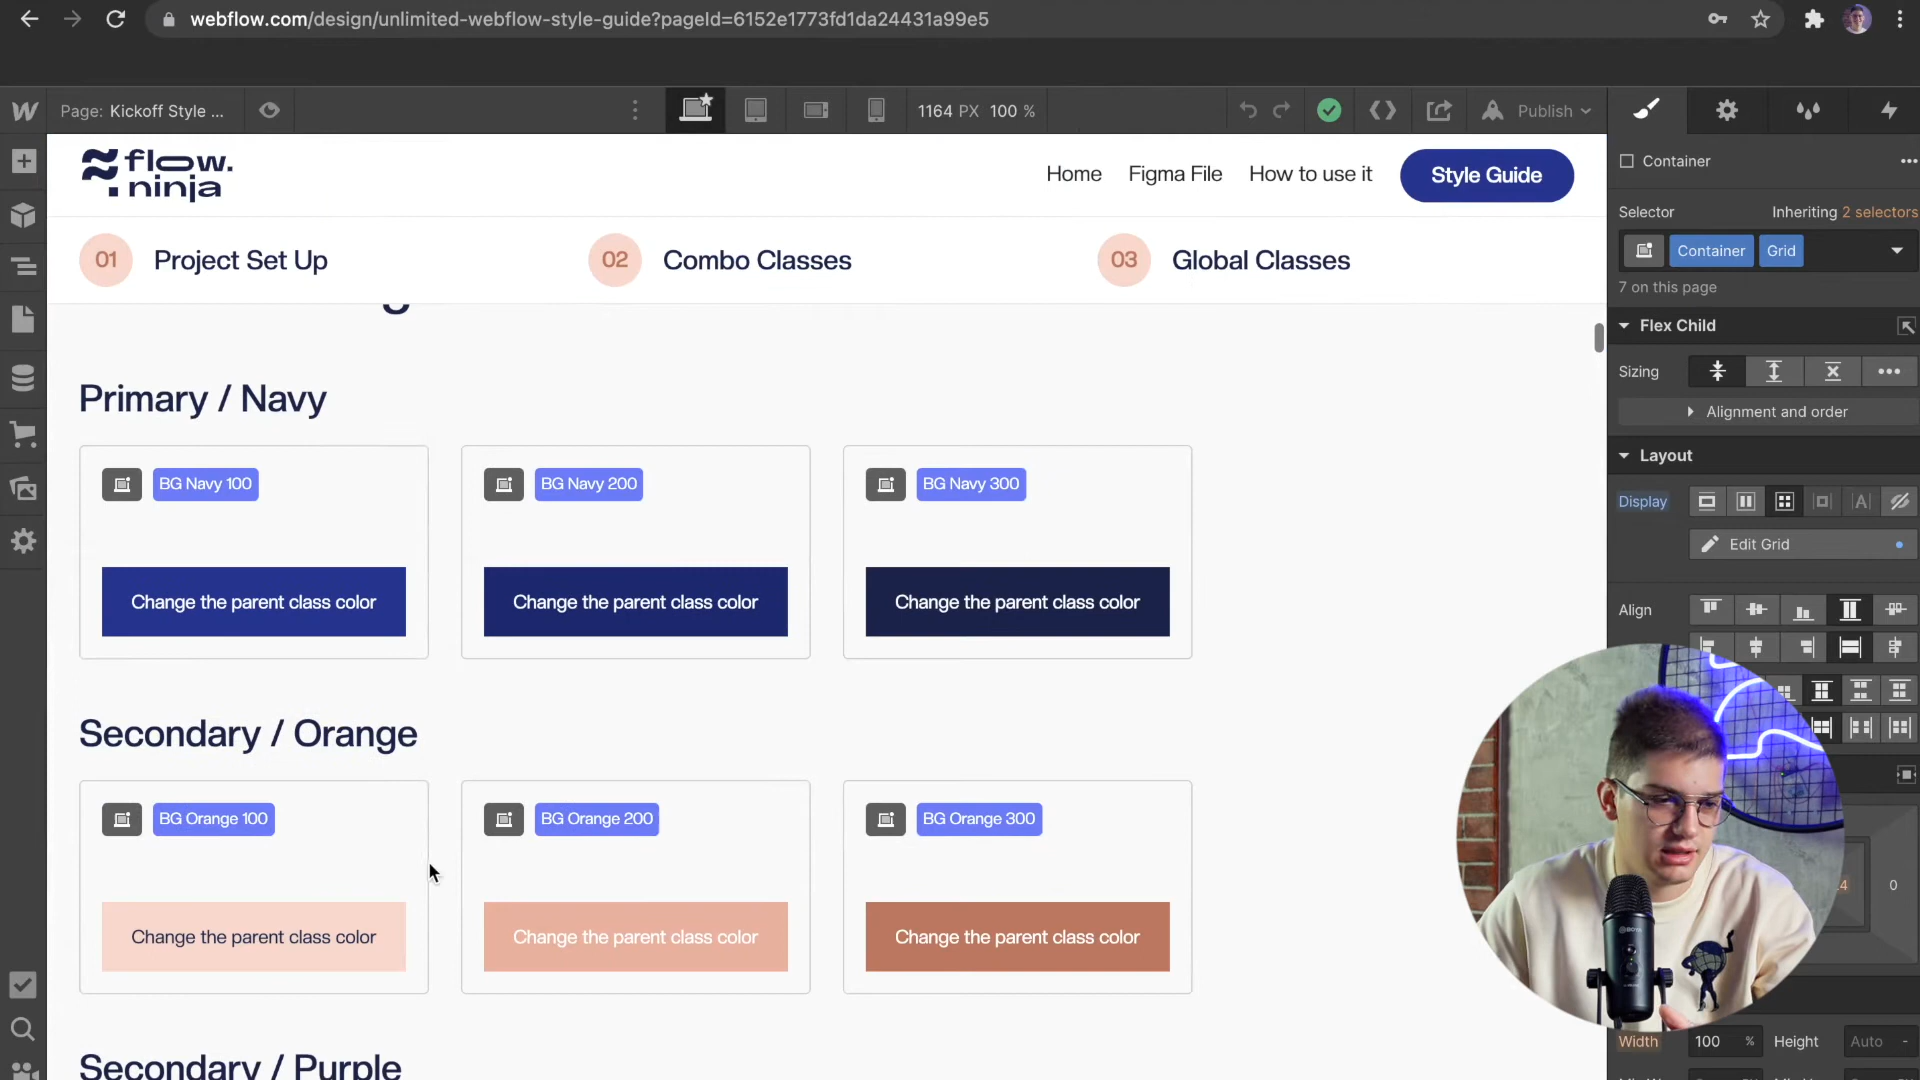 webflow.com/design/unlimited-webflow-style-guide?pageId=6152e1773fd1da24431a99e5
Page: Kickoff Style ...
1164 PX 100 %
Publish
flow.
ninja
Home
Figma File
How to use it
Style Guide
01 Project Set Up
02 Combo Classes
03 Global Classes
Primary / Navy
BG Navy 100
BG Navy 200
BG Navy 300
Change the parent class color
Change the parent class color
Change the parent class color
Secondary / Orange
BG Orange 100
BG Orange 200
BG Orange 300
Change the parent class color
Change the parent class color
Change the parent class color
Secondary / Purple
Container
Selector
Inheriting 2 selectors
Container Grid
7 on this page
Flex Child
Sizing
Alignment and order
Layout
Display
Edit Grid
Align
4
0
BOYA
Width 100 % Height Auto -